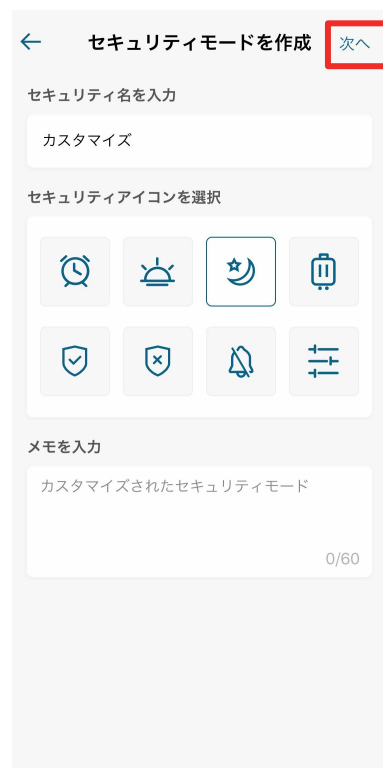 セキュリティモードを作成 次へ
セキュリティ名を入力
カスタマイズ
セキュリティアイコンを選択
メモを入力
カスタマイズされたセキュリティモード
0/60